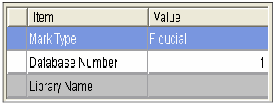 Item Value
Mark Type Fiducial
Database Number 1
Library Name